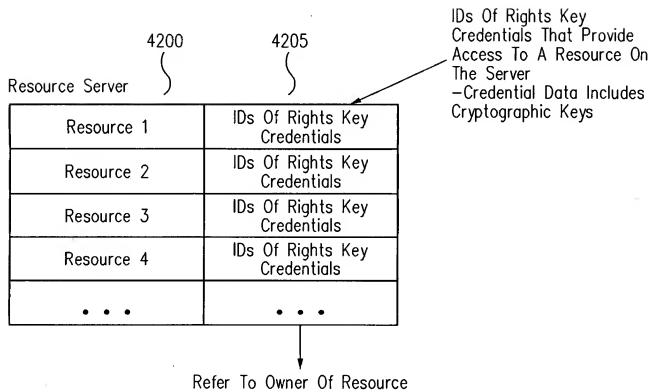 4200
4205
IDs Of Rights Key
Credentials That Provide
Access To A Resource On
The Server
–Credential Data Includes
Cryptographic Keys
Resource Server
Resource 1
IDs Of Rights Key
Credentials
Resource 2
IDs Of Rights Key
Credentials
Resource 3
IDs Of Rights Key
Credentials
Resource 4
IDs Of Rights Key
Credentials
• • •
• • •
Refer To Owner Of Resource